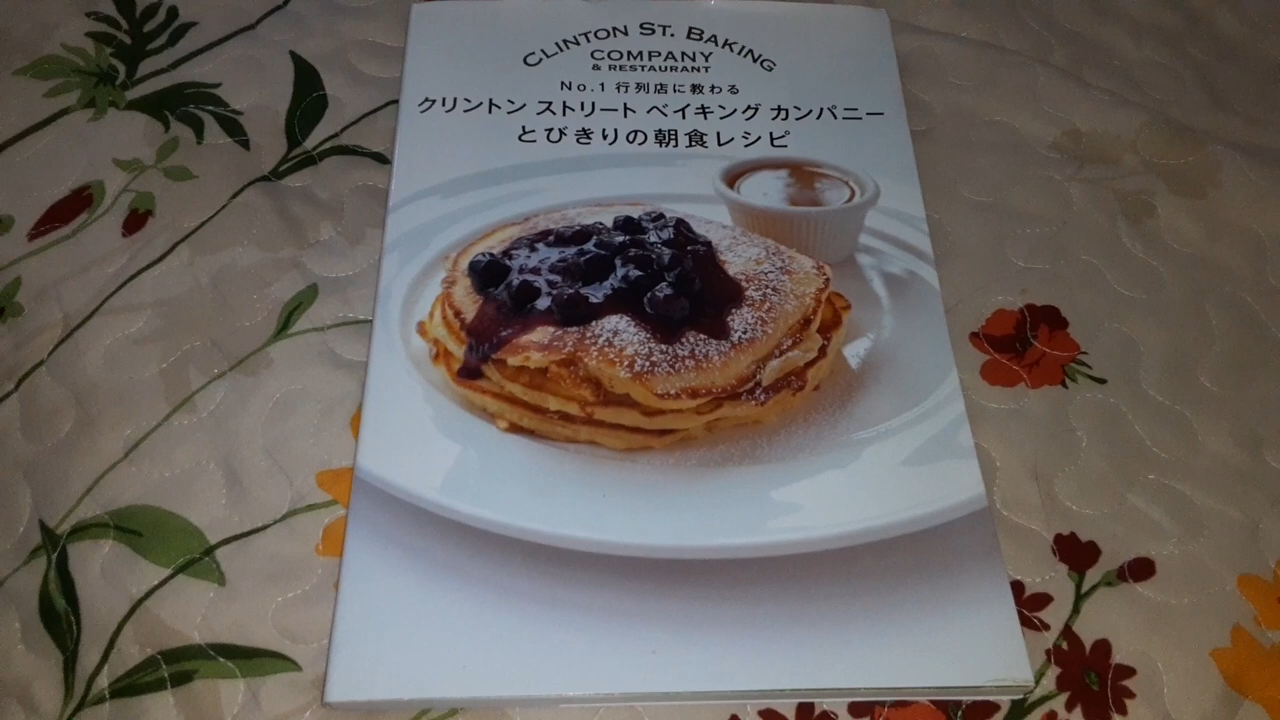 CLINTON ST. BAKING
COMPANY
& RESTAURANT
No.1 行列店に教わる
クリントン ストリート ベイキング カンパニー
とびきりの朝食レシピ